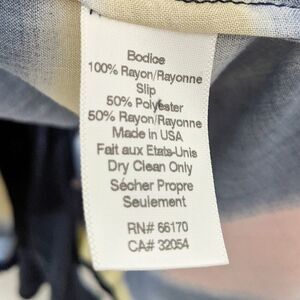 Bodice
100% Rayon/Rayonne
Slip
50% Polyester
50% Rayon/Rayonne
Made in USA
Fait aux Etats-Unis
Dry Clean Only
Sécher Propre
Seulement
RN# 66170
CA# 32054